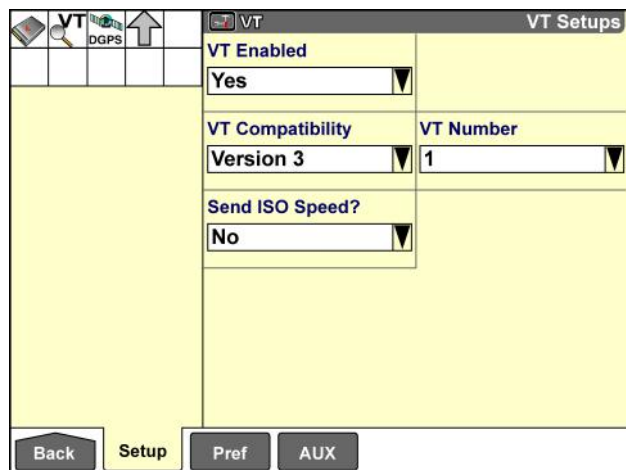 VT
DGPS
VT
VT Setups
VT Enabled
Yes
VT Compatibility
VT Number
Version 3
1
Send ISO Speed?
No
Back
Setup
Pref
AUX